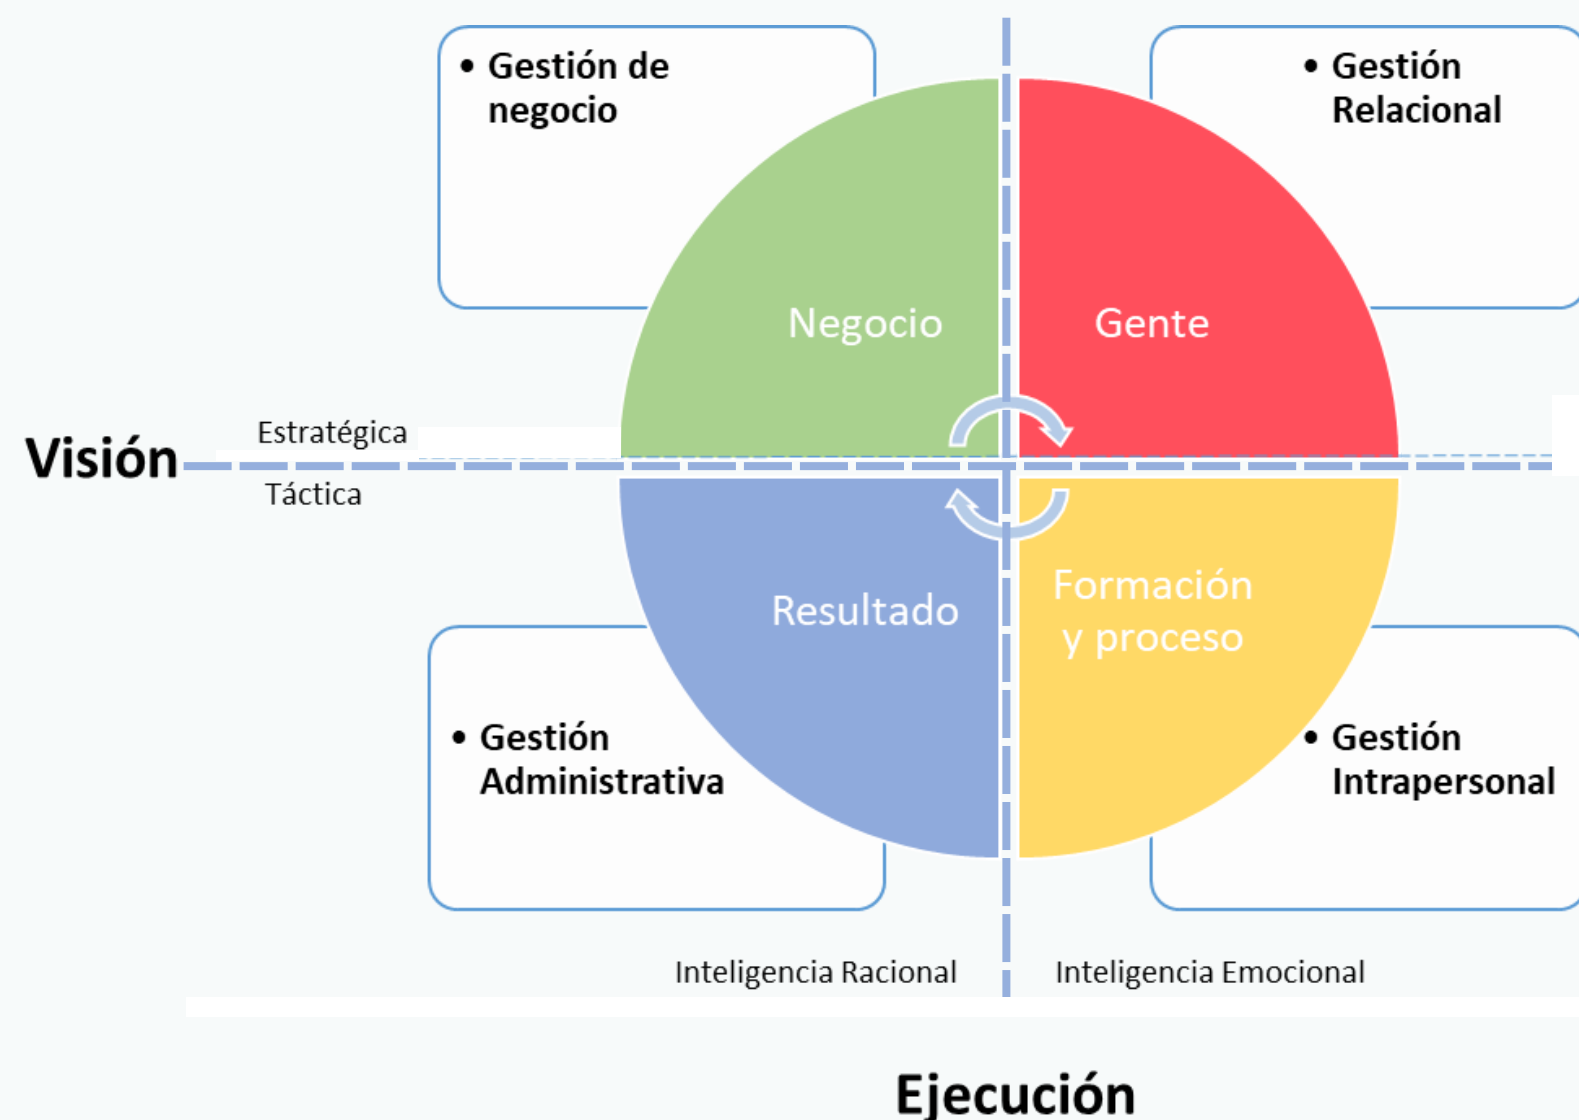 • Gestión de
negocio
• Gestión
Relacional
Negocio
Gente
Estratégica
Visión
Táctica
Resultado
Formación
y proceso
• Gestión
Administrativa
• Gestión
Intrapersonal
Inteligencia Racional
Inteligencia Emocional
Ejecución